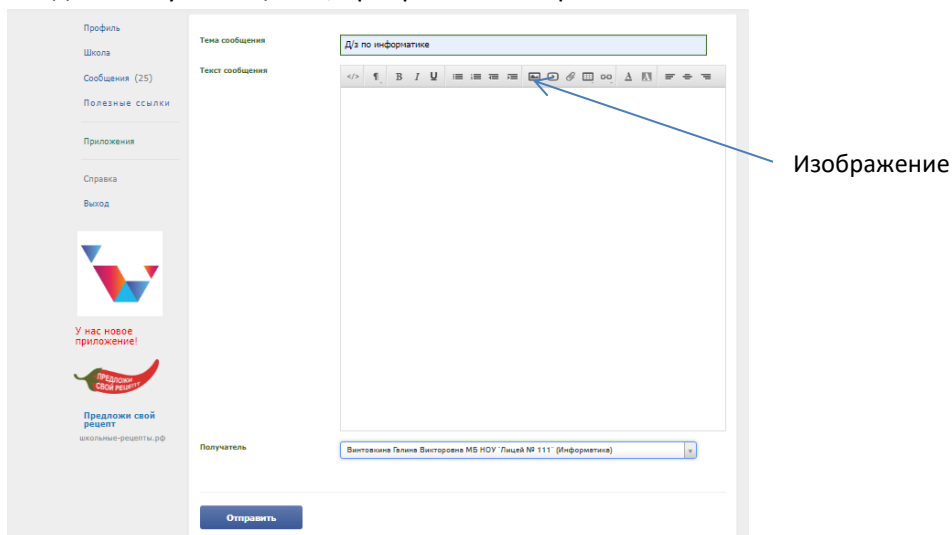 Профиль
Школа
Сообщения (25)
Полезные ссылки
Приложения
Справка
Выход
У нас новое
приложение!
ПРЕДЛОЖИ
СВОЙ РЕЦЕПТ
Предложи свой
рецепт
школьные-рецепты.рф
Тема сообщения
Д/з по информатике
Текст сообщения
Изображение
Получатель
Винтовкина Галина Викторовна МБ НОУ "Лицей № 111" (Информатика)
Отправить